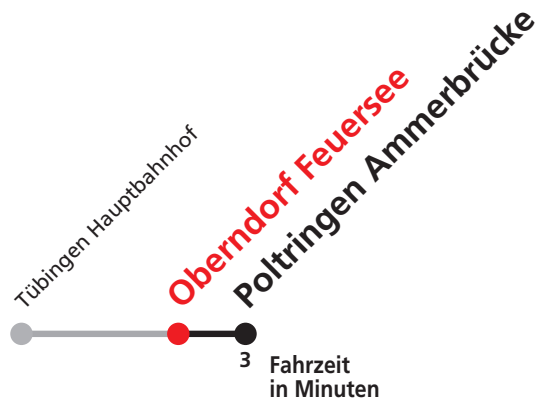 Tübingen Hauptbahnhof
Oberndorf Feuersee
Poltringen Ammerbrücke
3
Fahrzeit
in Minuten